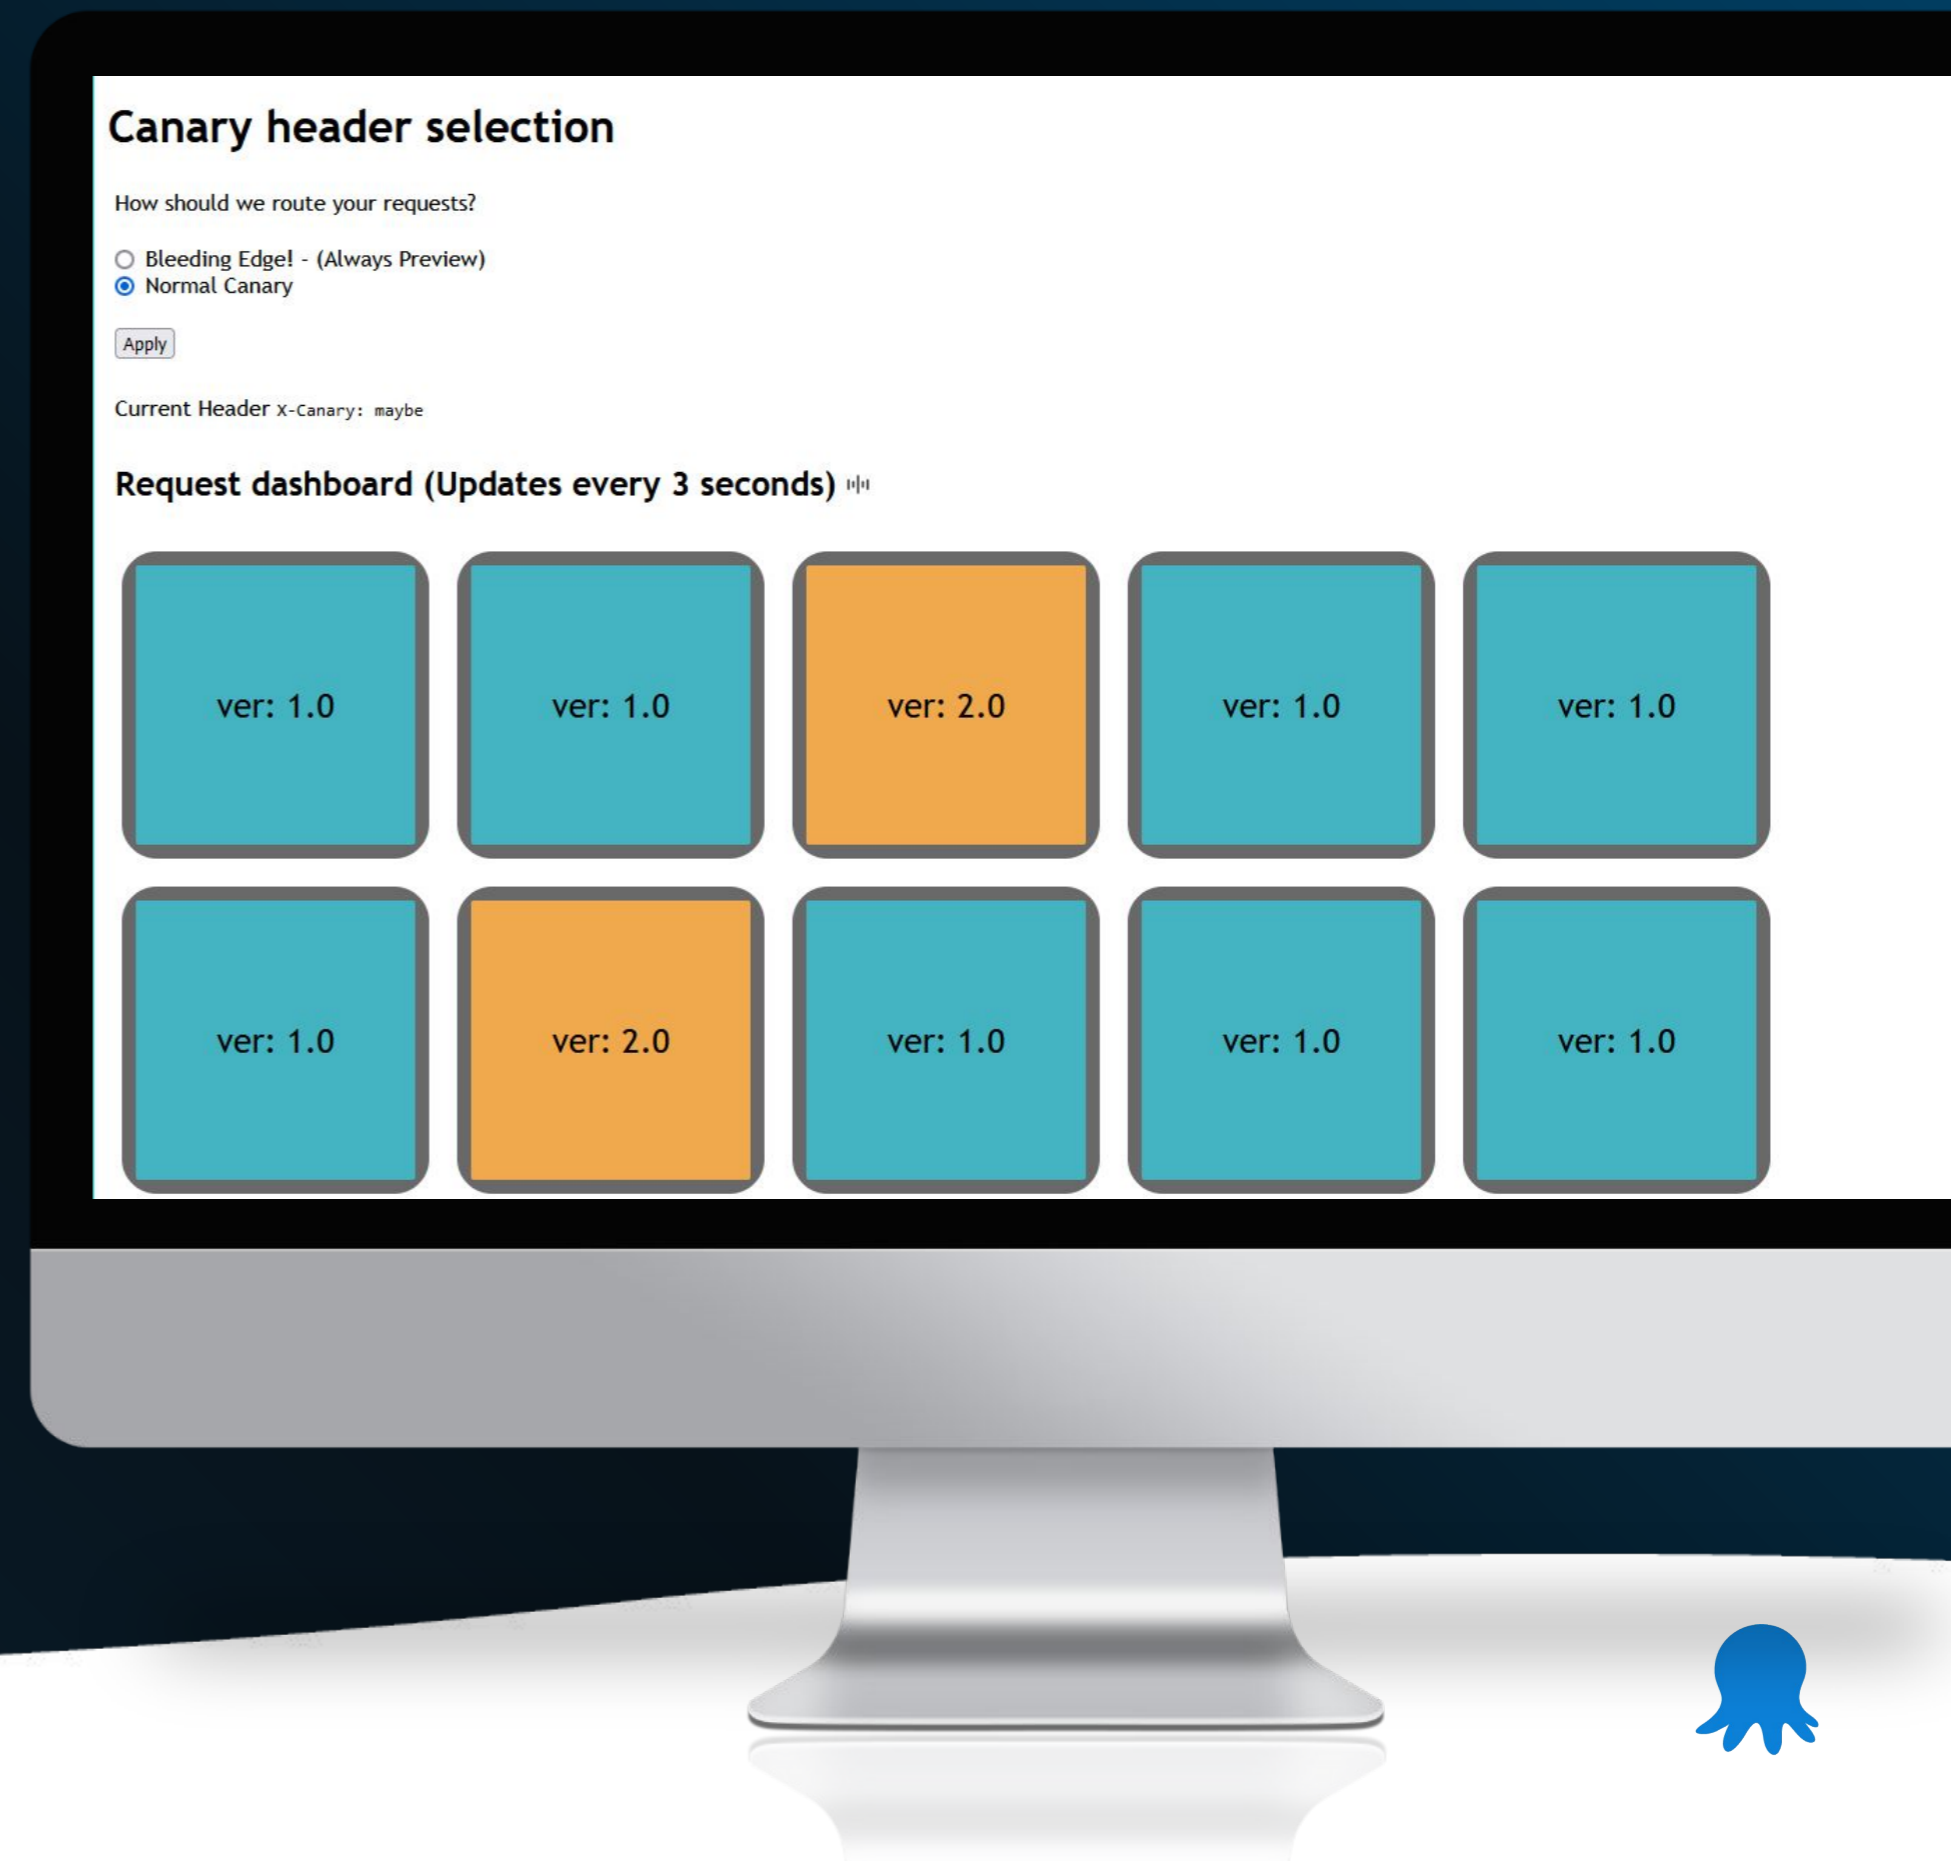 Canary header selection
How should we route your requests?
Bleeding Edge! - (Always Preview)
Normal Canary
Apply
Current Header X-Canary: maybe
Request dashboard (Updates every 3 seconds)
ver: 1.0 ver: 1.0 ver: 2.0 ver: 1.0 ver: 1.0
ver: 1.0 ver: 2.0 ver: 1.0 ver: 1.0 ver: 1.0